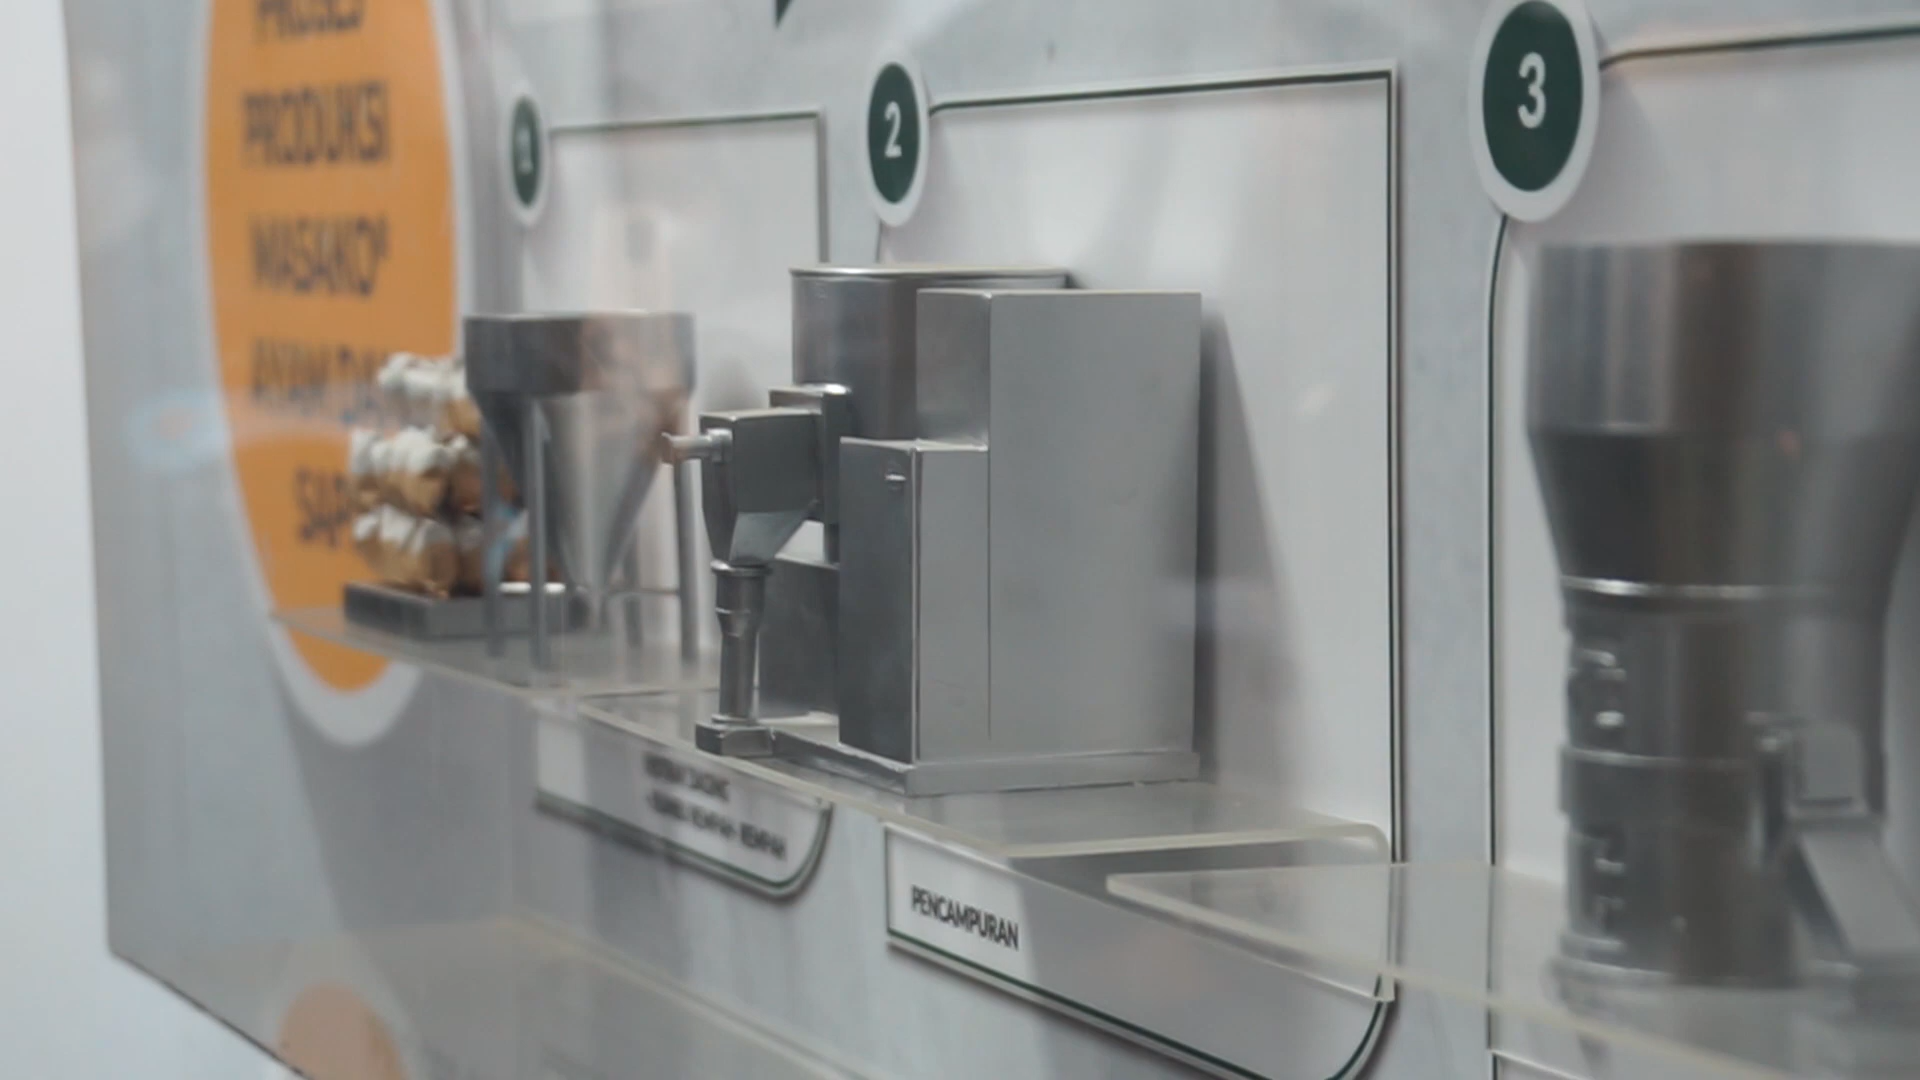 PROSES
PRODUKSI
MASAKO®
AYAM DAN
SAPI
1
2
3
PENCAMPURAN